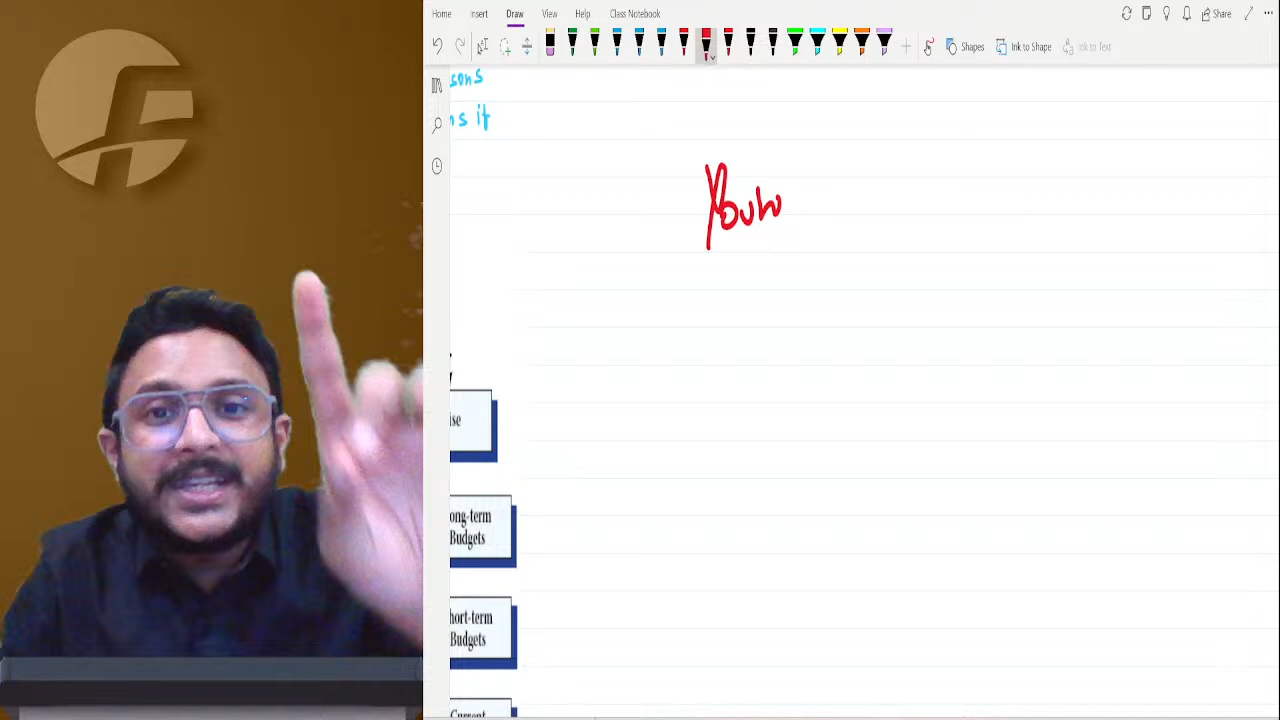 Home Insert Draw View Help Class Notebook Share
Shapes Ink to Shape Ink to Text
sons
ns it
ise
ong-term
Budgets
hort-term
Budgets
Current